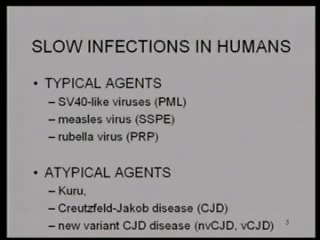 SLOW INFECTIONS IN HUMANS
• TYPICAL AGENTS
– SV40-like viruses (PML)
– measles virus (SSPE)
– rubella virus (PRP)
• ATYPICAL AGENTS
– Kuru,
– Creutzfeld-Jakob disease (CJD)
– new variant CJD disease (nvCJD, vCJD)